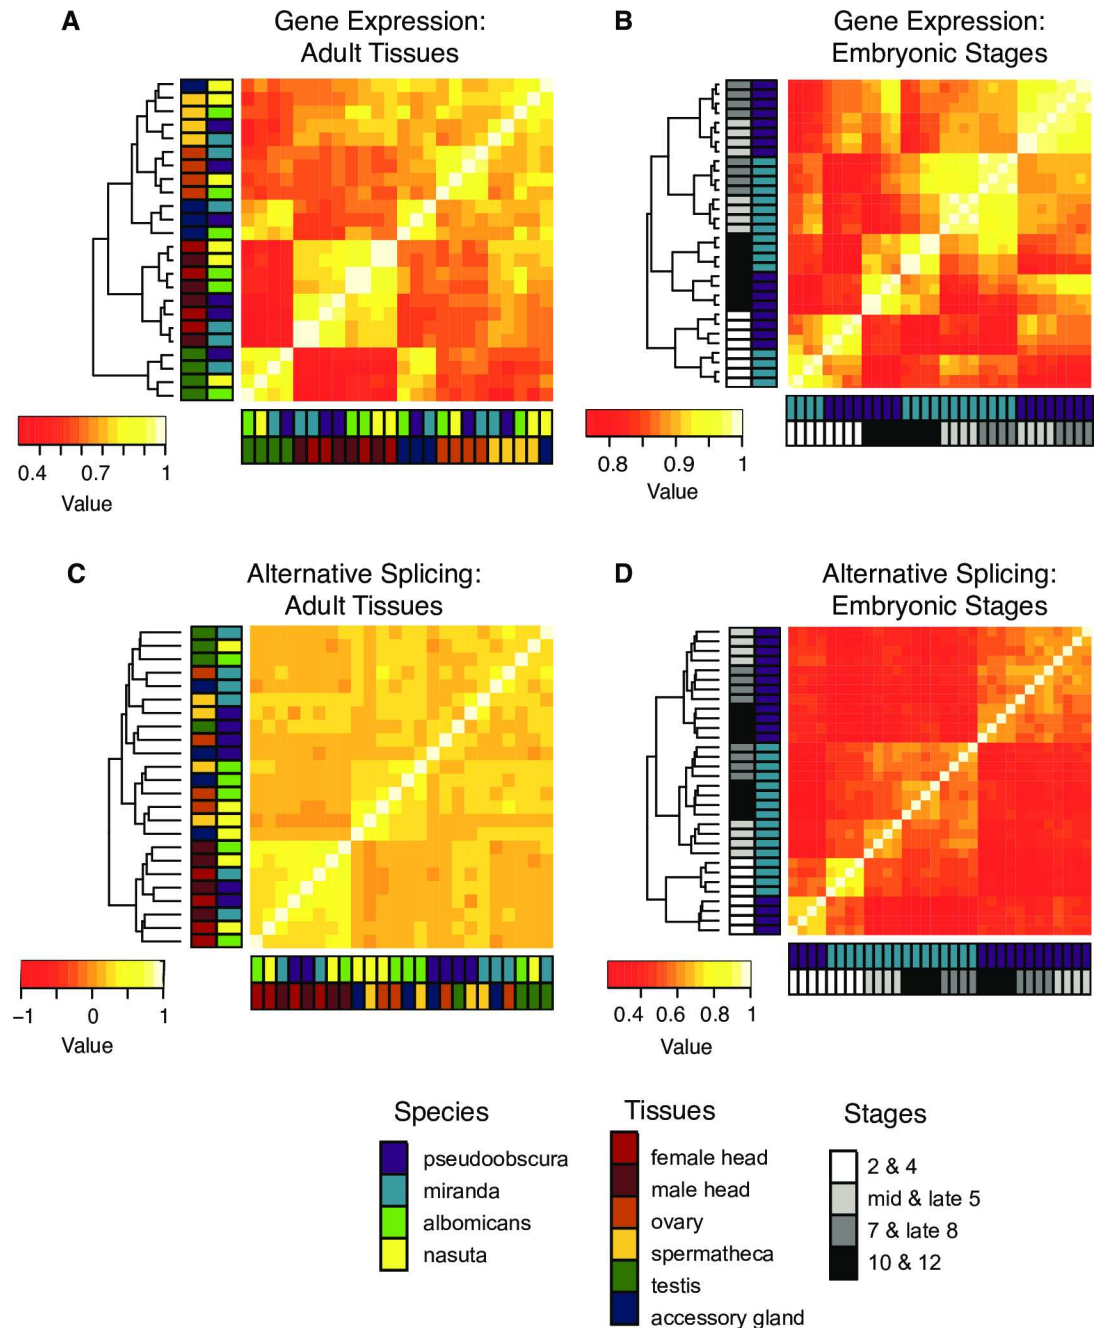 A
Gene Expression:
Adult Tissues
0.4 0.7 1
Value
B
Gene Expression:
Embryonic Stages
0.8 0.9 1
Value
C
Alternative Splicing:
Adult Tissues
−1 0 1
Value
D
Alternative Splicing:
Embryonic Stages
0.4 0.6 0.8 1
Value
Species
pseudoobscura
miranda
albomicans
nasuta
Tissues
female head
male head
ovary
spermatheca
testis
accessory gland
Stages
2 & 4
mid & late 5
7 & late 8
10 & 12